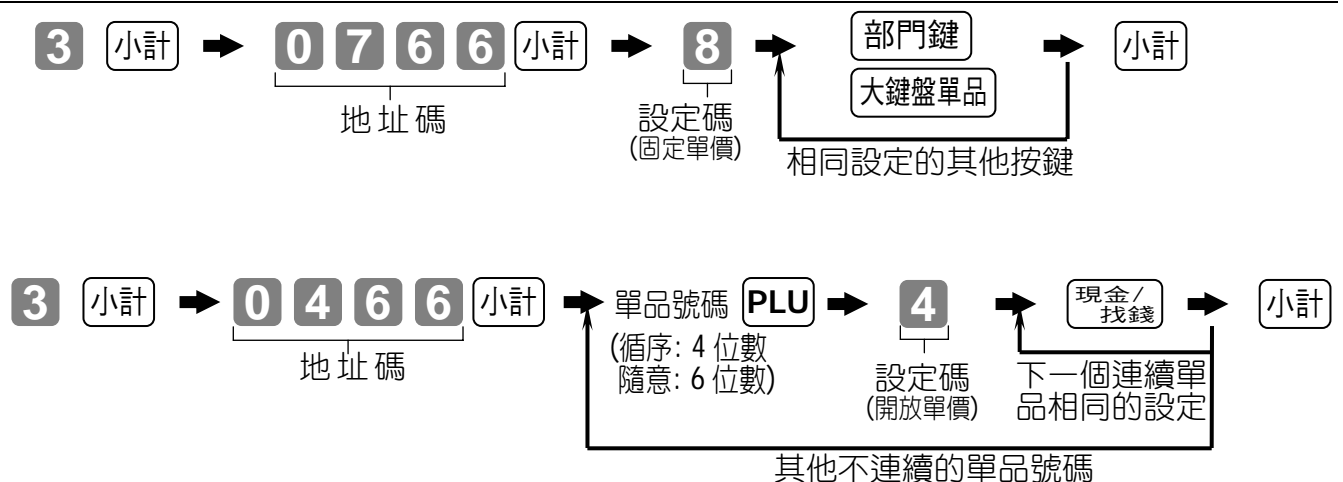 3 小計 ➡ 0 7 6 6 小計 ➡ 8 ➡ 部門鍵 ➡ 小計
大鍵盤單品
地址碼
設定碼
(固定單價)
相同設定的其他按鍵
3 小計 ➡ 0 4 6 6 小計 ➡ 單品號碼 PLU ➡ 4 ➡ 現金/找錢 ➡ 小計
(循序: 4 位數
隨意: 6 位數)
地址碼
設定碼
(開放單價)
下一個連續單
品相同的設定
其他不連續的單品號碼